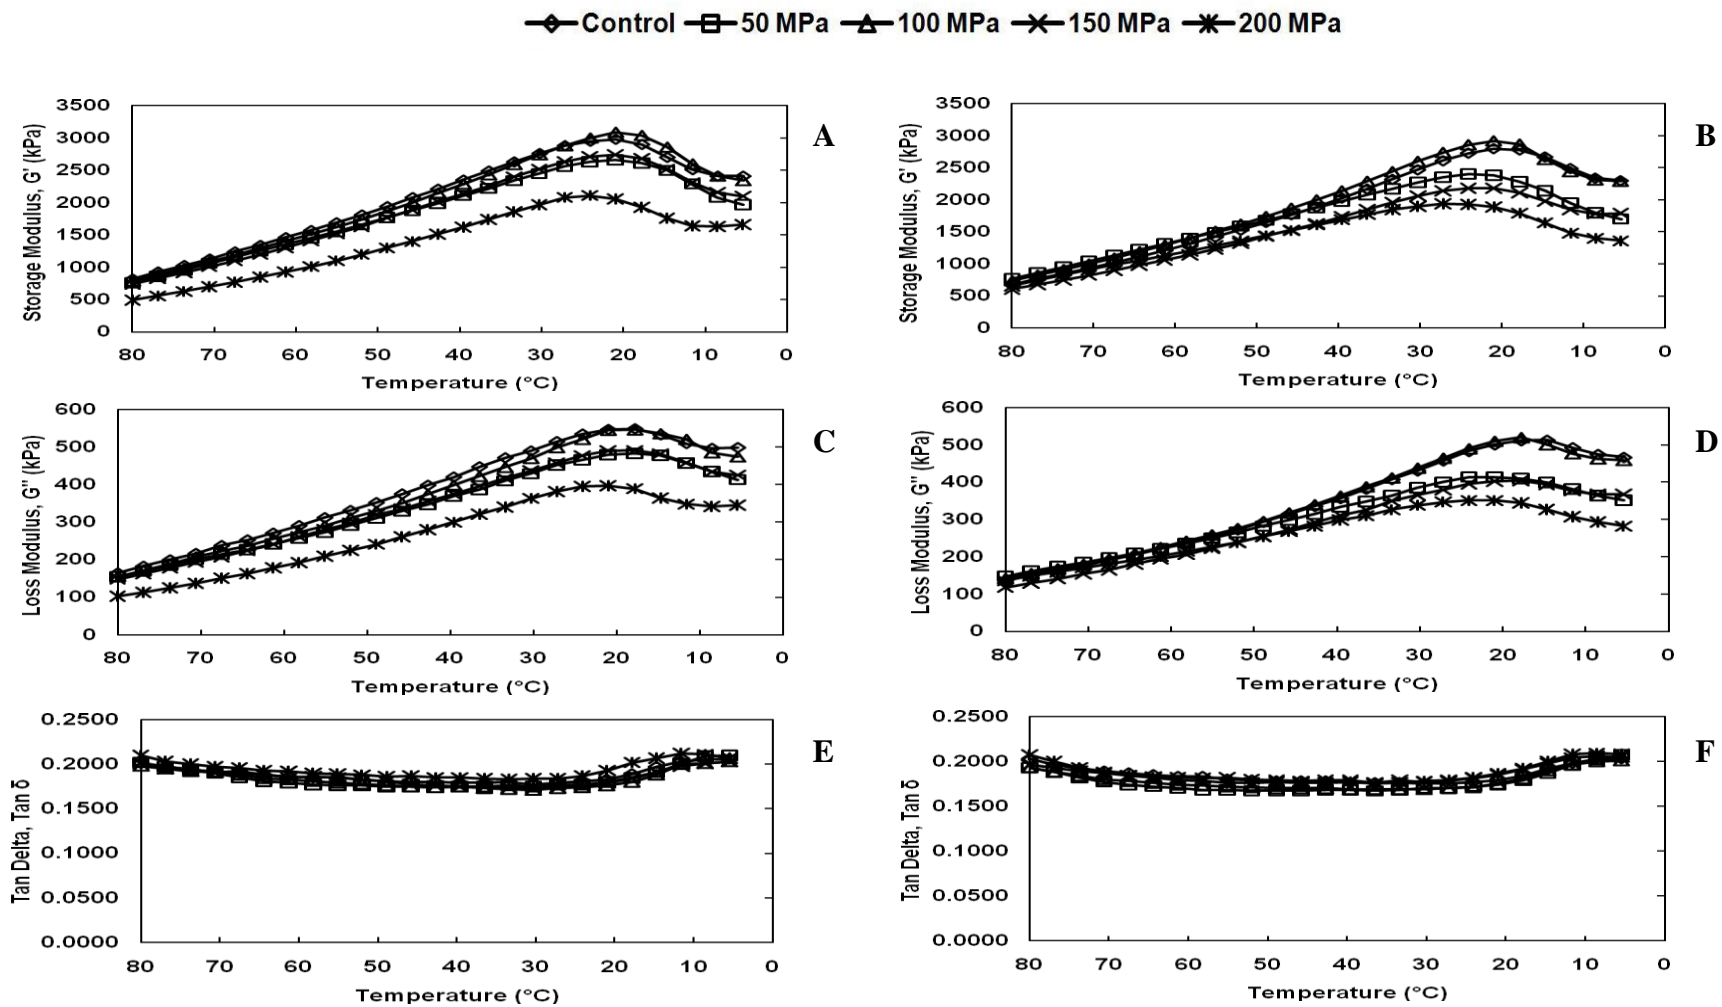 Control 50 MPa 100 MPa 150 MPa 200 MPa
Storage Modulus, G' (kPa)
3500
3000
2500
2000
1500
1000
500
0
80 70 60 50 40 30 20 10 0
Temperature (°C)
A
Storage Modulus, G' (kPa)
3500
3000
2500
2000
1500
1000
500
0
80 70 60 50 40 30 20 10 0
Temperature (°C)
B
Loss Modulus, G" (kPa)
600
500
400
300
200
100
0
80 70 60 50 40 30 20 10 0
Temperature (°C)
C
Loss Modulus, G" (kPa)
600
500
400
300
200
100
0
80 70 60 50 40 30 20 10 0
Temperature (°C)
D
Tan Delta, Tan δ
0.2500
0.2000
0.1500
0.1000
0.0500
0.0000
80 70 60 50 40 30 20 10 0
Temperature (°C)
E
Tan Delta, Tan δ
0.2500
0.2000
0.1500
0.1000
0.0500
0.0000
80 70 60 50 40 30 20 10 0
Temperature (°C)
F